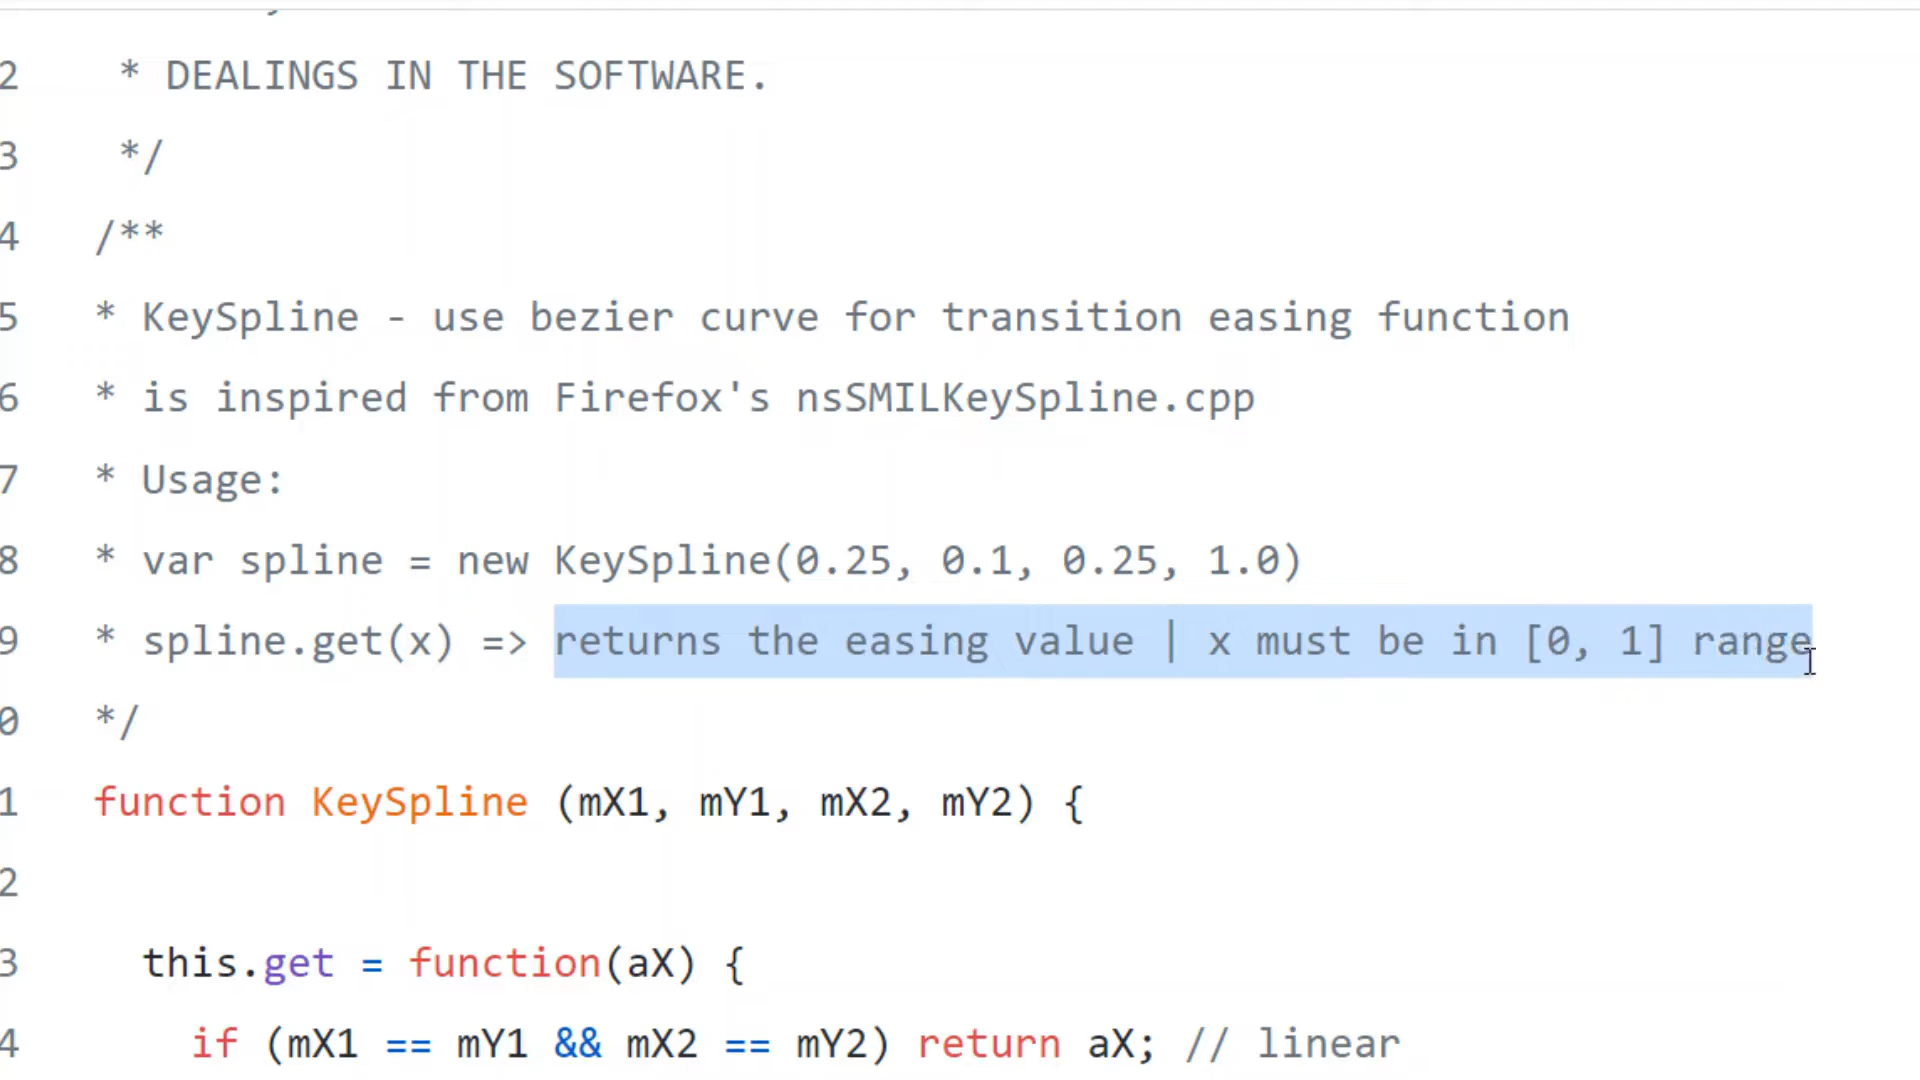 2 * DEALINGS IN THE SOFTWARE.
3 */
4 /**
5 * KeySpline - use bezier curve for transition easing function
6 * is inspired from Firefox's nsSMILKeySpline.cpp
7 * Usage:
8 * var spline = new KeySpline(0.25, 0.1, 0.25, 1.0)
9 * spline.get(x) => returns the easing value | x must be in [0, 1] range
0 */
1 function KeySpline (mX1, mY1, mX2, mY2) {
2
3 this.get = function(aX) {
4 if (mX1 == mY1 && mX2 == mY2) return aX; // linear